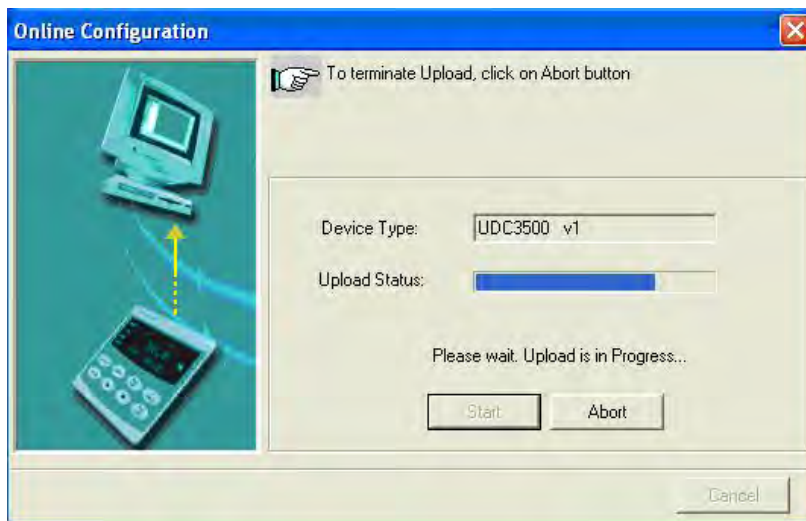 Online Configuration
To terminate Upload, click on Abort button
Device Type:
UDC3500 v1
Upload Status:
Please wait. Upload is in Progress...
Start
Abort
Cancel